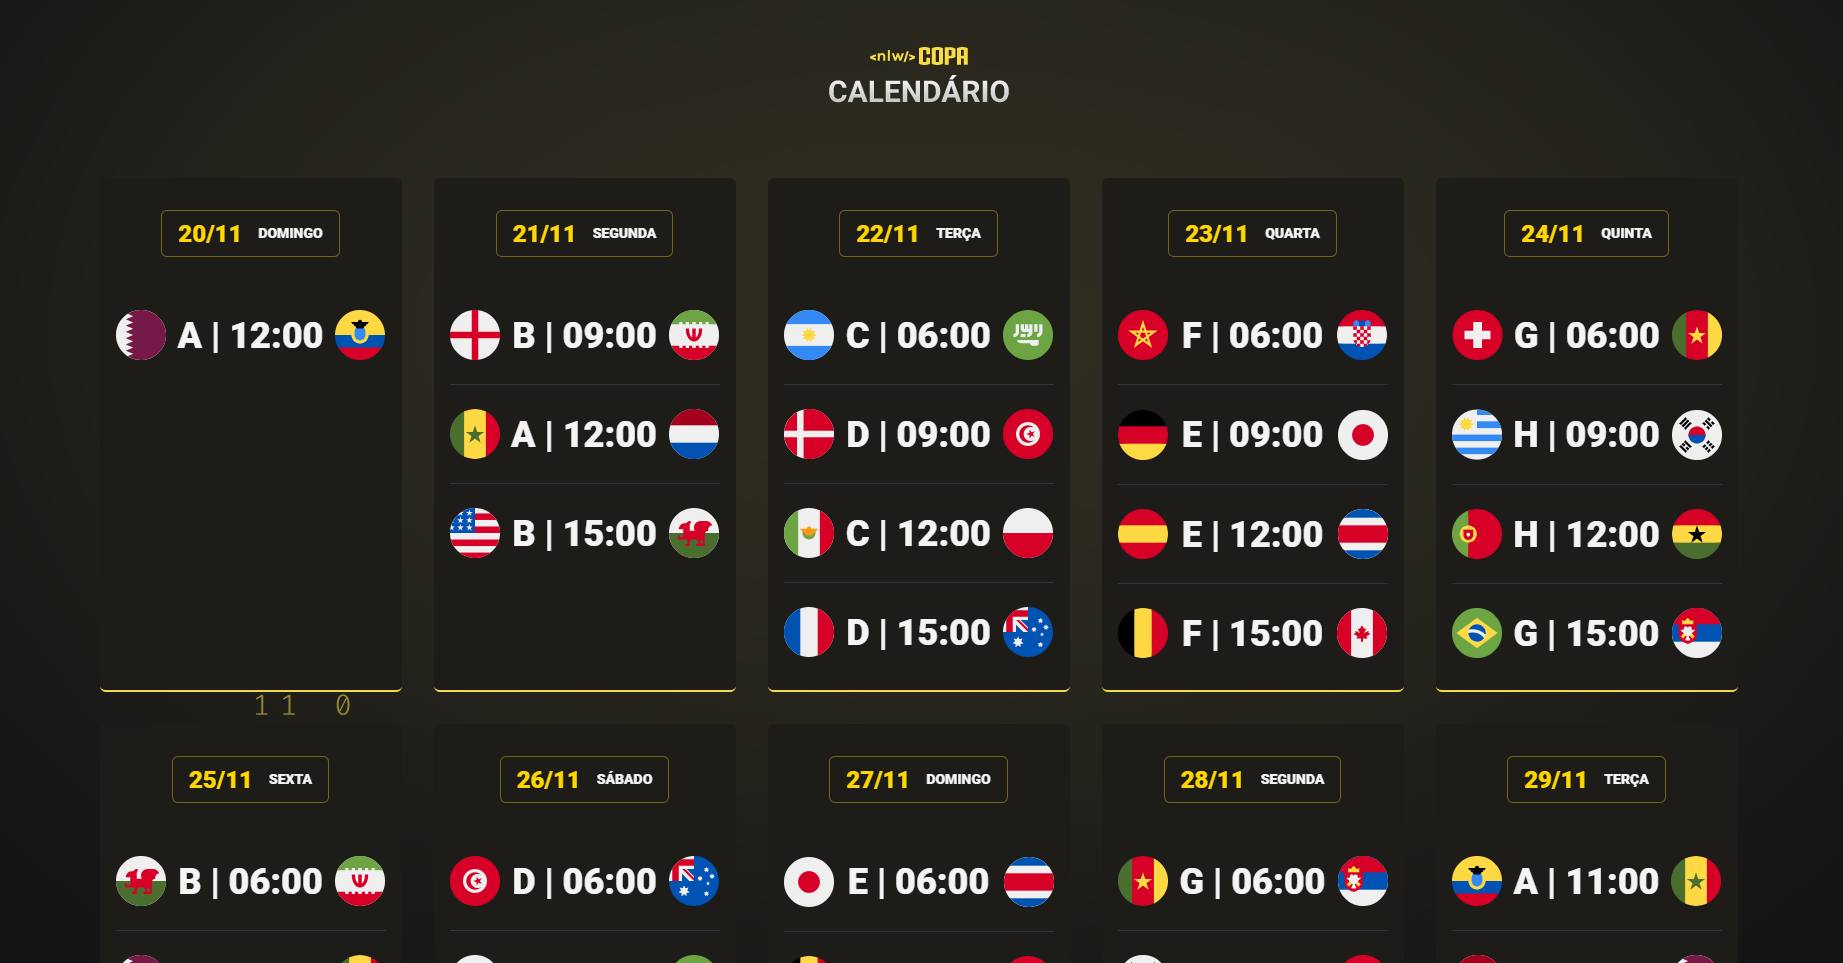 <nlw/> COPA
CALENDÁRIO
20/11 DOMINGO
A | 12:00
21/11 SEGUNDA
B | 09:00
A | 12:00
B | 15:00
22/11 TERÇA
C | 06:00
D | 09:00
C | 12:00
D | 15:00
23/11 QUARTA
F | 06:00
E | 09:00
E | 12:00
F | 15:00
24/11 QUINTA
G | 06:00
H | 09:00
H | 12:00
G | 15:00
1 1 0
25/11 SEXTA
B | 06:00
26/11 SÁBADO
D | 06:00
27/11 DOMINGO
E | 06:00
28/11 SEGUNDA
G | 06:00
29/11 TERÇA
A | 11:00